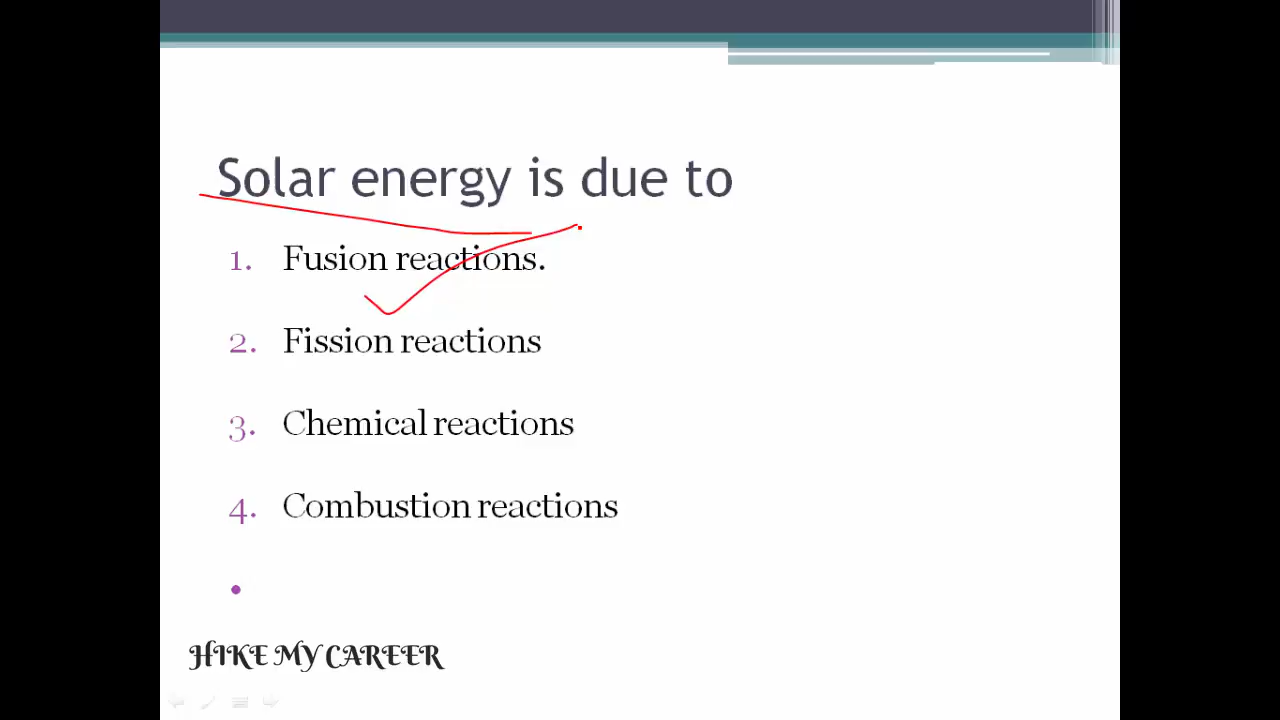 Solar energy is due to
1. Fusion reactions.
2. Fission reactions
3. Chemical reactions
4. Combustion reactions
•
HIKE MY CAREER